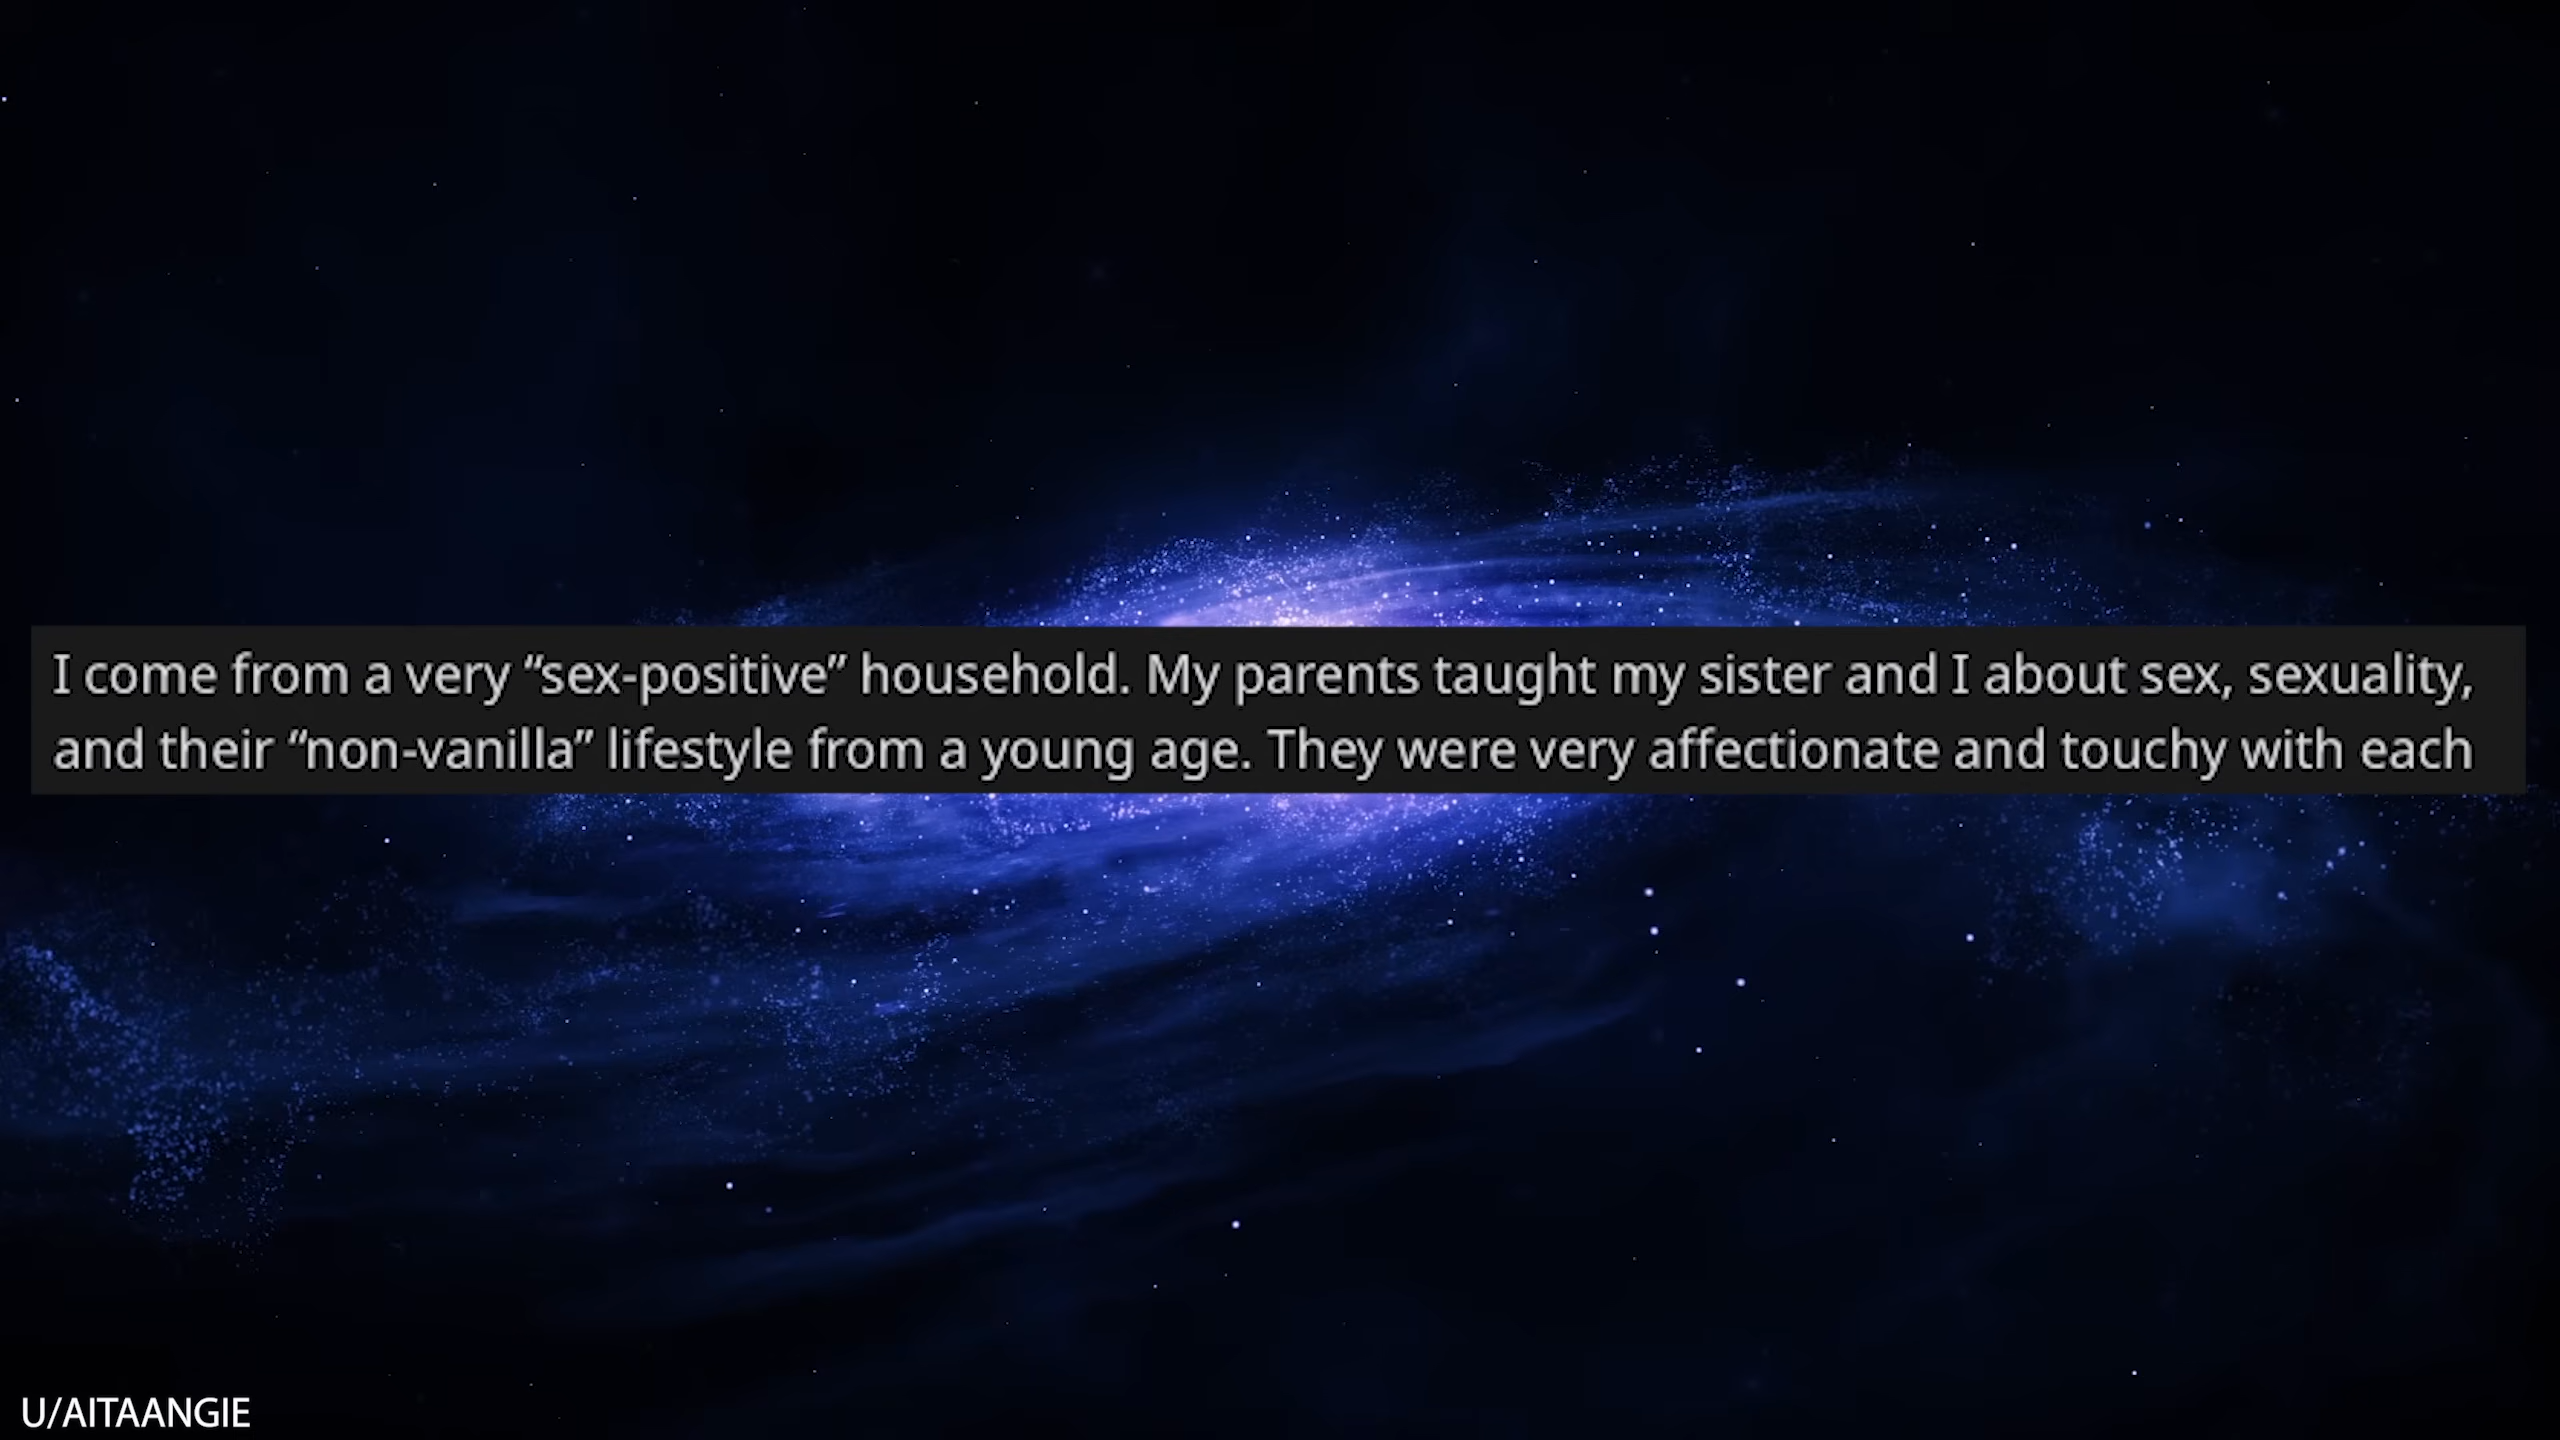 I come from a very “sex-positive” household. My parents taught my sister and I about sex, sexuality,
and their “non-vanilla” lifestyle from a young age. They were very affectionate and touchy with each
U/AITAANGIE